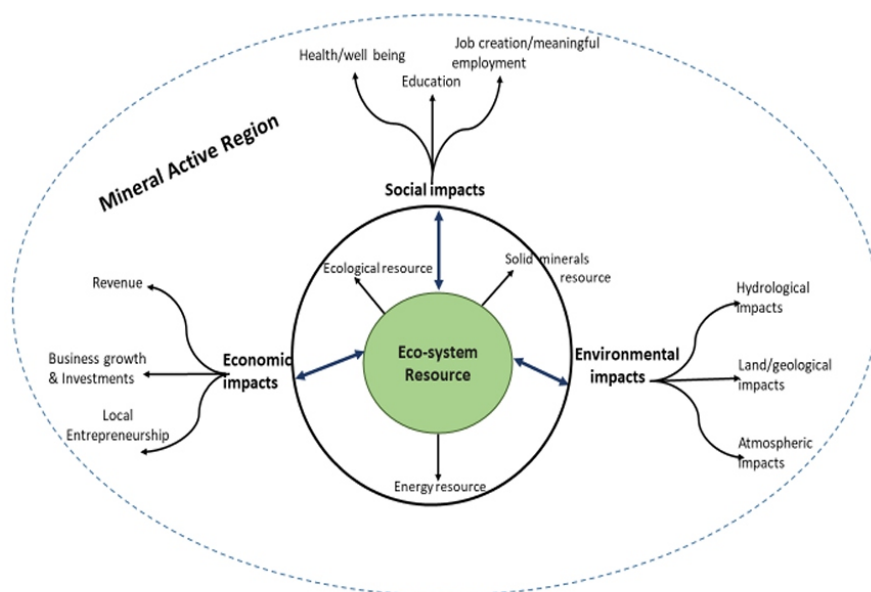 Health/well being
Job creation/meaningful
employment
Education
Mineral Active Region
Social impacts
Ecological resource
Solid minerals
resource
Revenue
Hydrological
impacts
Business growth
& Investments
Economic
impacts
Eco-system
Resource
Environmental
impacts
Land/geological
impacts
Local
Entrepreneurship
Atmospheric
impacts
Energy resource